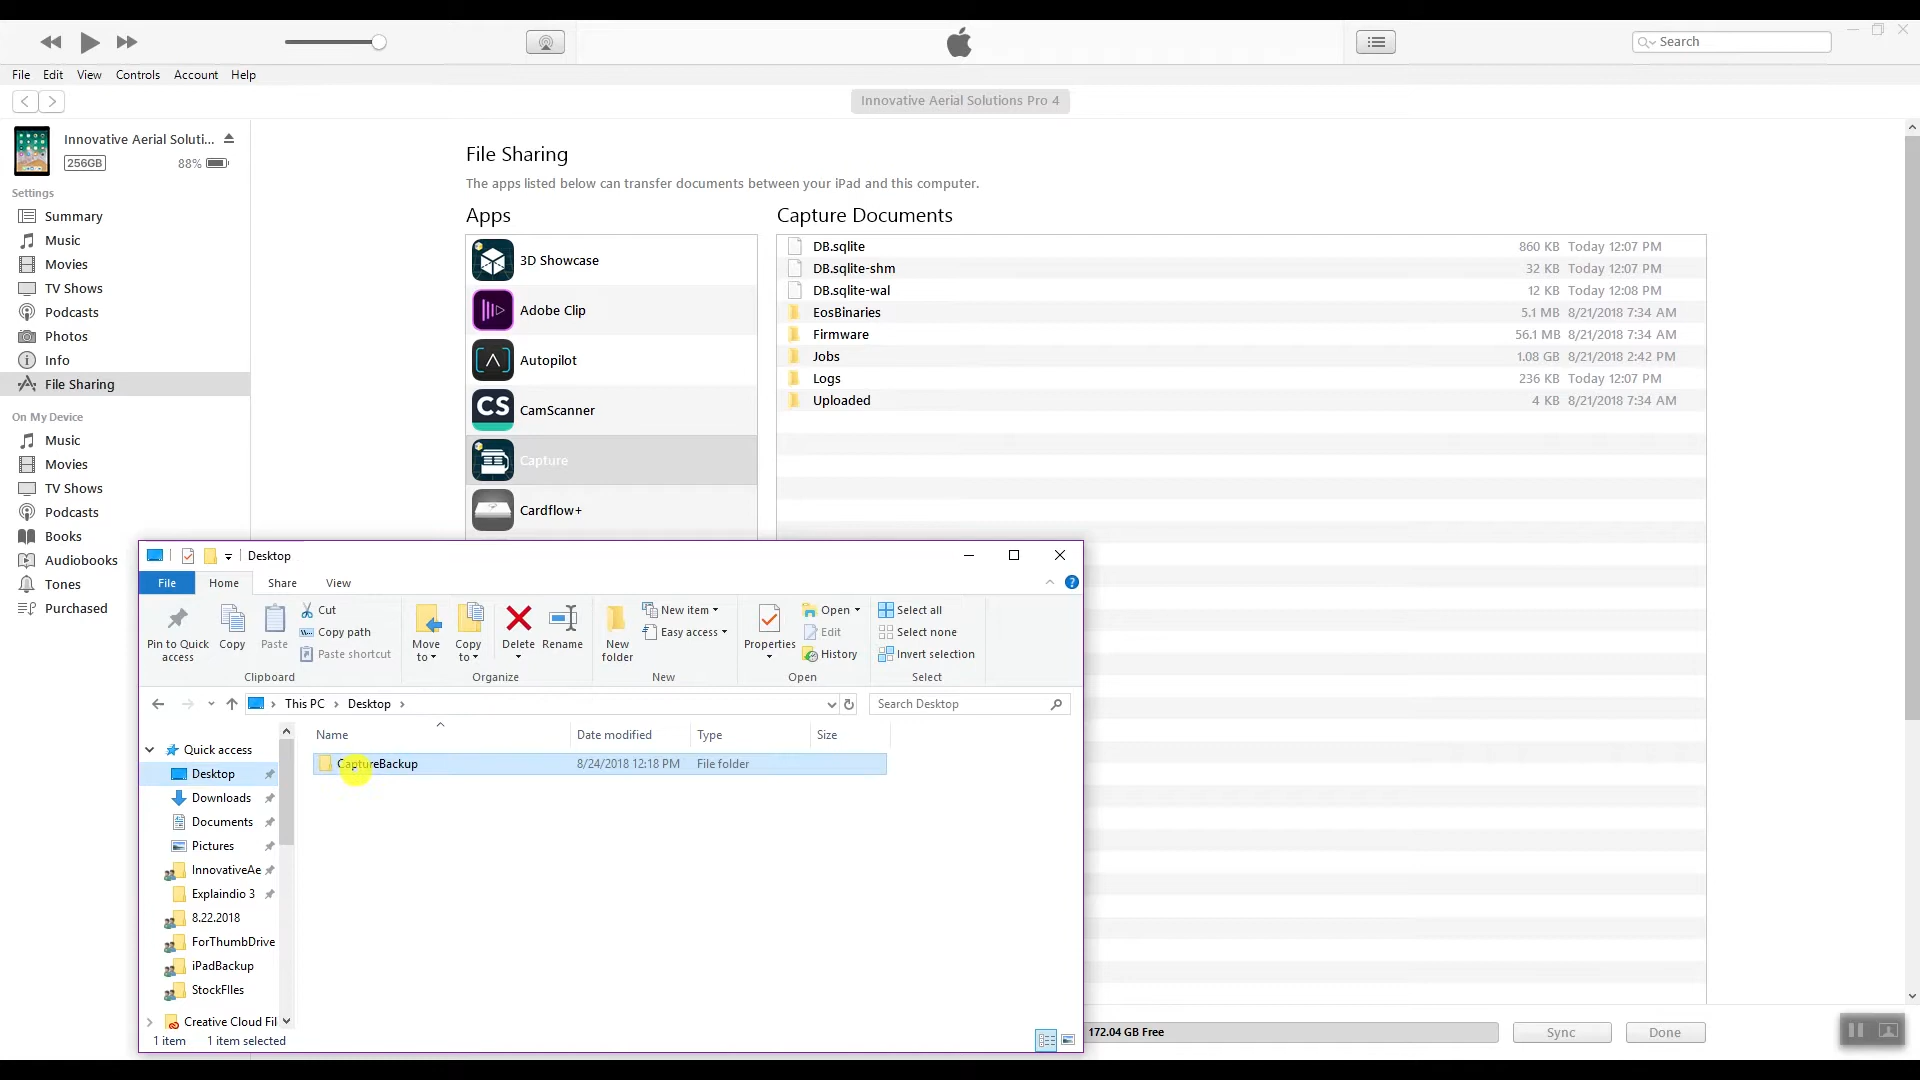 Search
File Edit View Controls Account Help
Innovative Aerial Solutions Pro 4
Innovative Aerial Soluti...
256GB 88%
Settings
Summary
Music
Movies
TV Shows
Podcasts
Photos
Info
File Sharing
On My Device
Music
Movies
TV Shows
Podcasts
Books
Audiobooks
Tones
Purchased
File Sharing
The apps listed below can transfer documents between your iPad and this computer.
Apps
3D Showcase
Adobe Clip
Autopilot
CS CamScanner
Capture
Cardflow+
Capture Documents
DB.sqlite 860 KB Today 12:07 PM
DB.sqlite-shm 32 KB Today 12:07 PM
DB.sqlite-wal 12 KB Today 12:08 PM
EosBinaries 5.1 MB 8/21/2018 7:34 AM
Firmware 56.1 MB 8/21/2018 7:34 AM
Jobs 1.08 GB 8/21/2018 2:42 PM
Logs 236 KB Today 12:07 PM
Uploaded 4 KB 8/21/2018 7:34 AM
Desktop
File Home Share View
Pin to Quick access
Copy
Paste
Cut
Copy path
Paste shortcut
Clipboard
Move to
Copy to
Delete
Rename
Organize
New folder
New item
Easy access
New
Properties
Open
Edit
History
Open
Select all
Select none
Invert selection
Select
This PC > Desktop >
Search Desktop
Name Date modified Type Size
CaptureBackup 8/24/2018 12:18 PM File folder
Quick access
Desktop
Downloads
Documents
Pictures
InnovativeAe
Explaindio 3
8.22.2018
ForThumbDrive
iPadBackup
StockFIles
Creative Cloud Fil
1 item 1 item selected
172.04 GB Free
Sync
Done